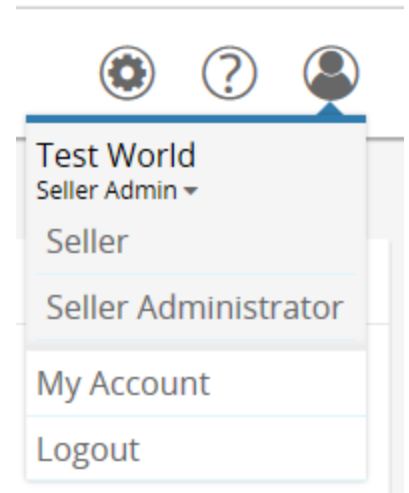 ?
Test World
Seller Admin
Seller
Seller Administrator
My Account
Logout